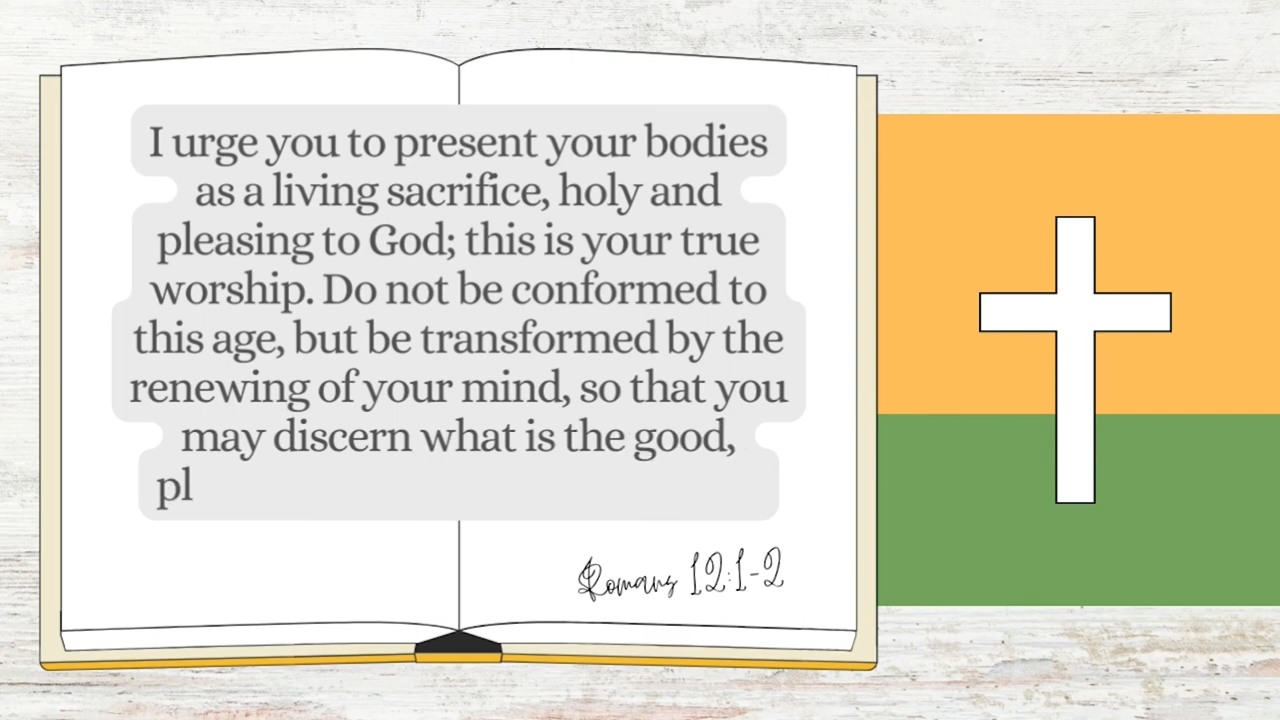 I urge you to present your bodies
as a living sacrifice, holy and
pleasing to God; this is your true
worship. Do not be conformed to
this age, but be transformed by the
renewing of your mind, so that you
may discern what is the good,
pl
Romans 12:1-2